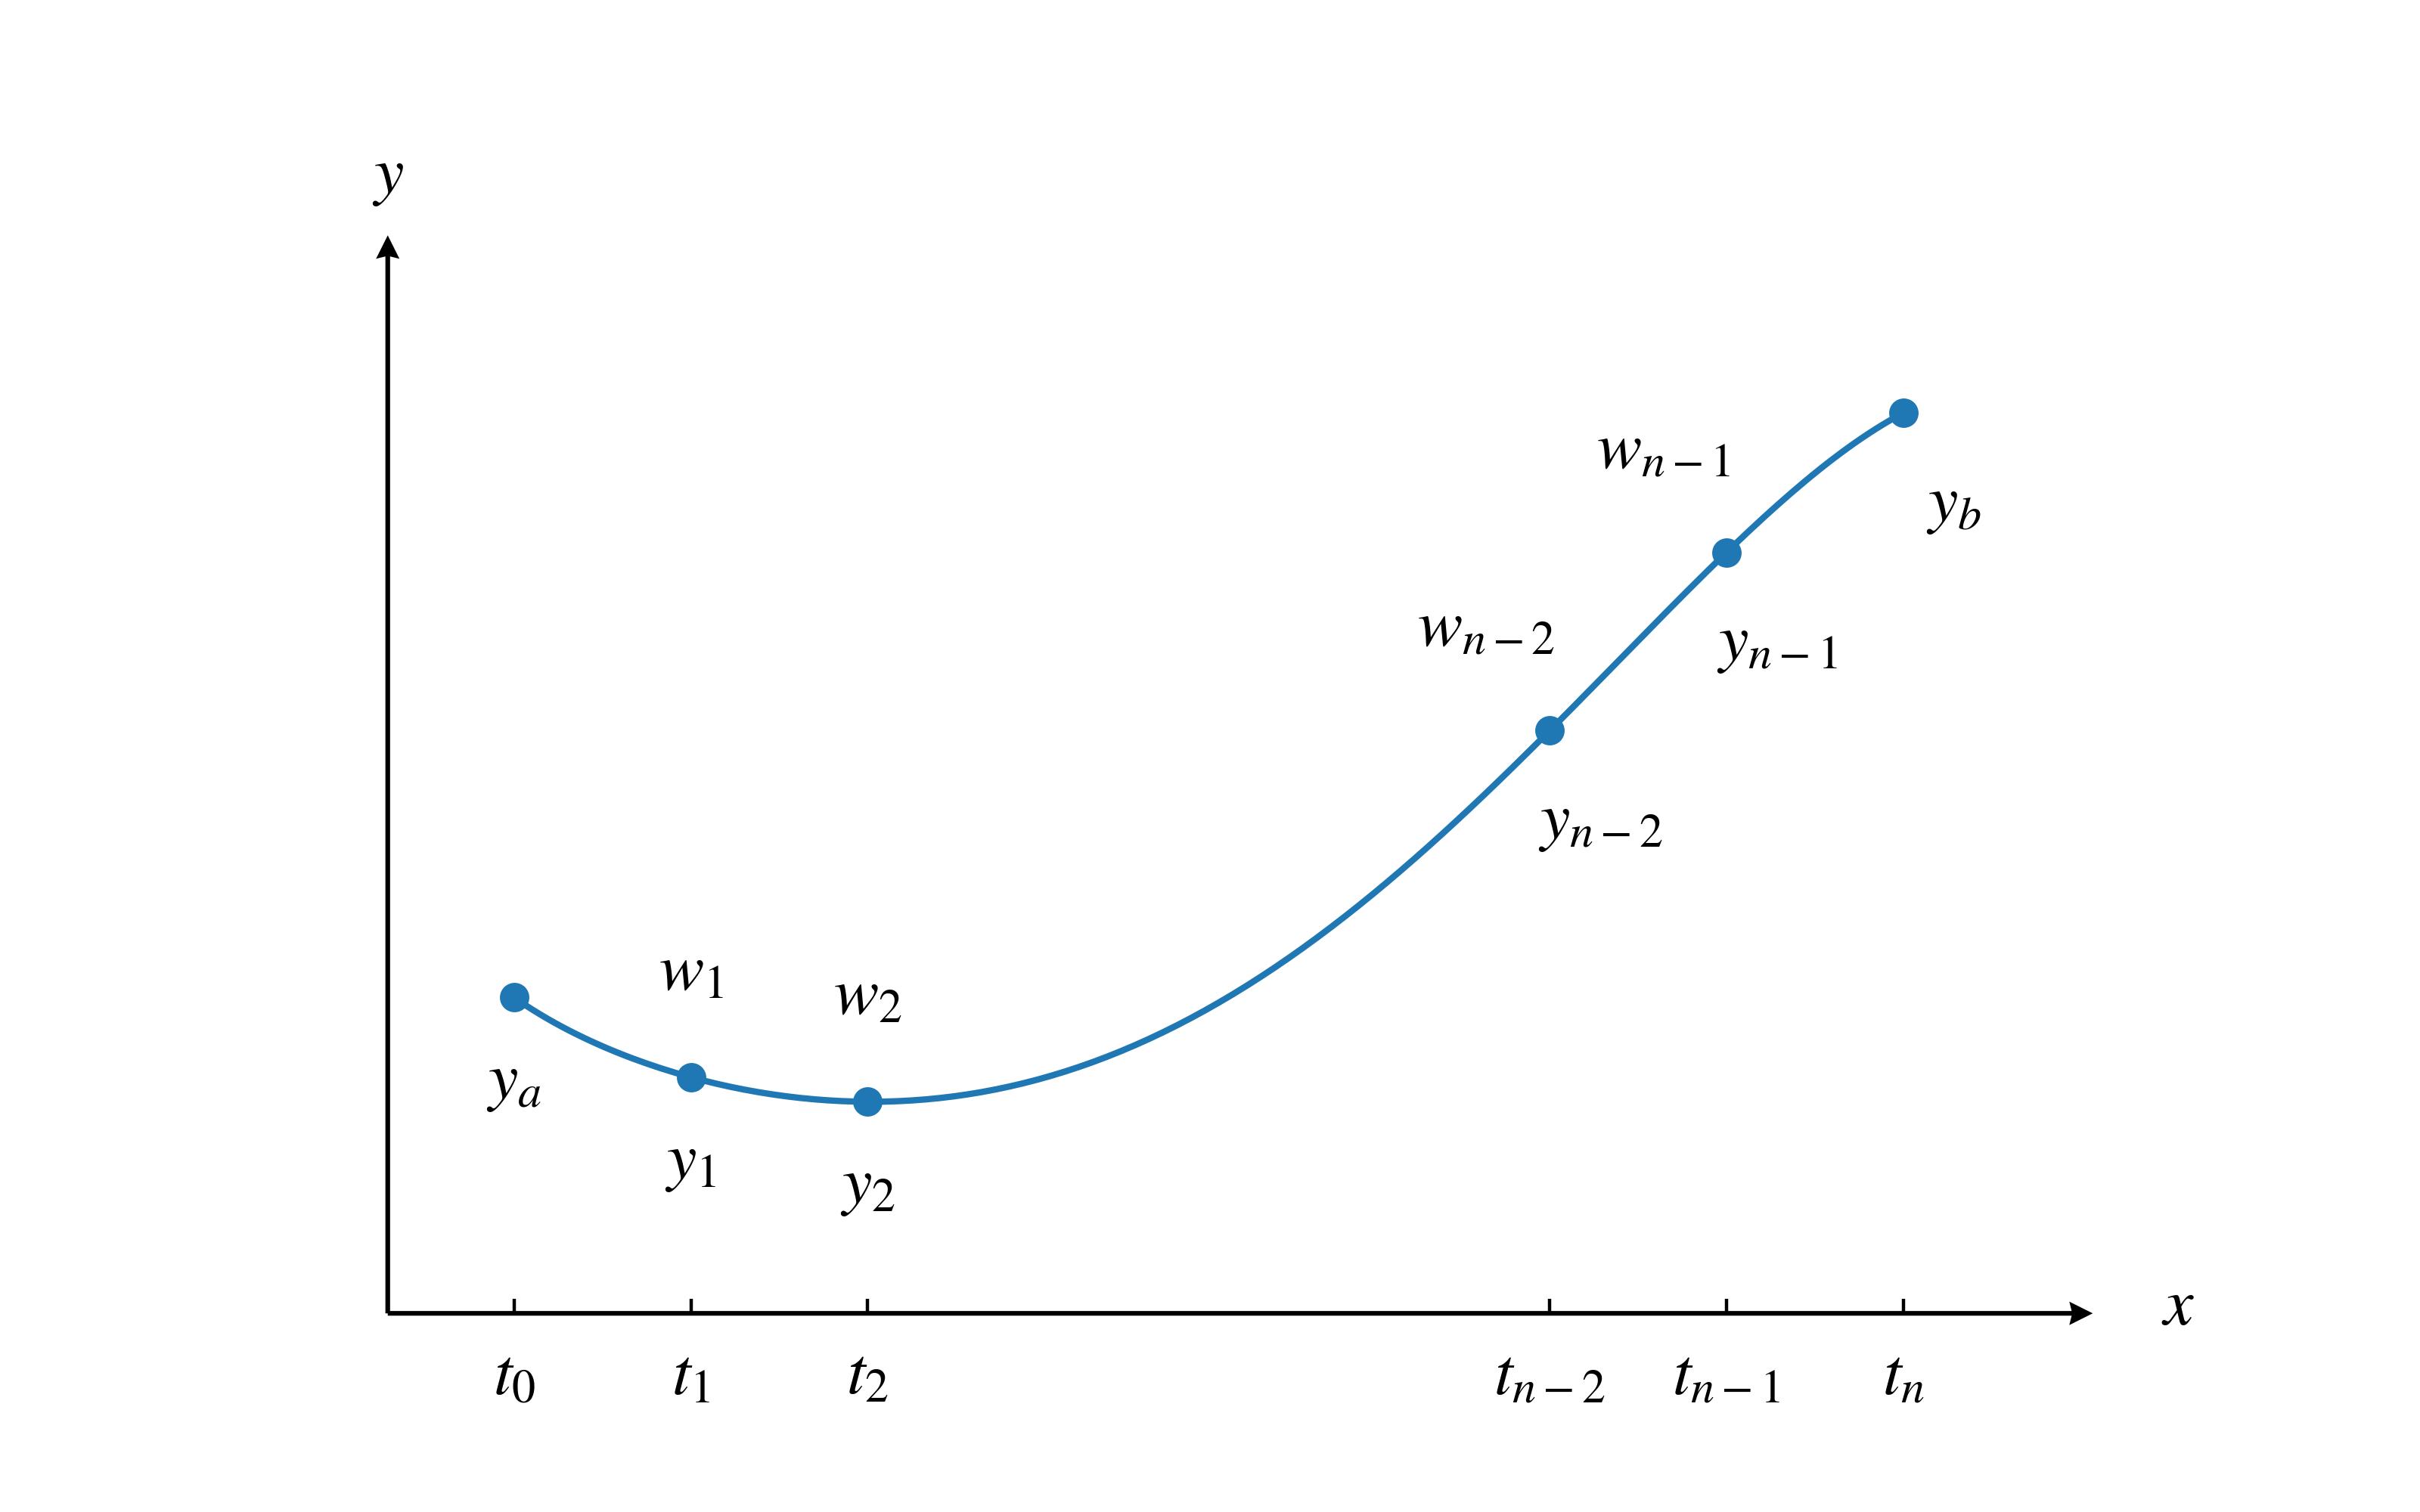 y
w_{n-1}
y_b
w_{n-2}
y_{n-1}
y_{n-2}
w_1
w_2
y_a
y_1
y_2
x
t_0 t_1 t_2 t_{n-2} t_{n-1} t_n